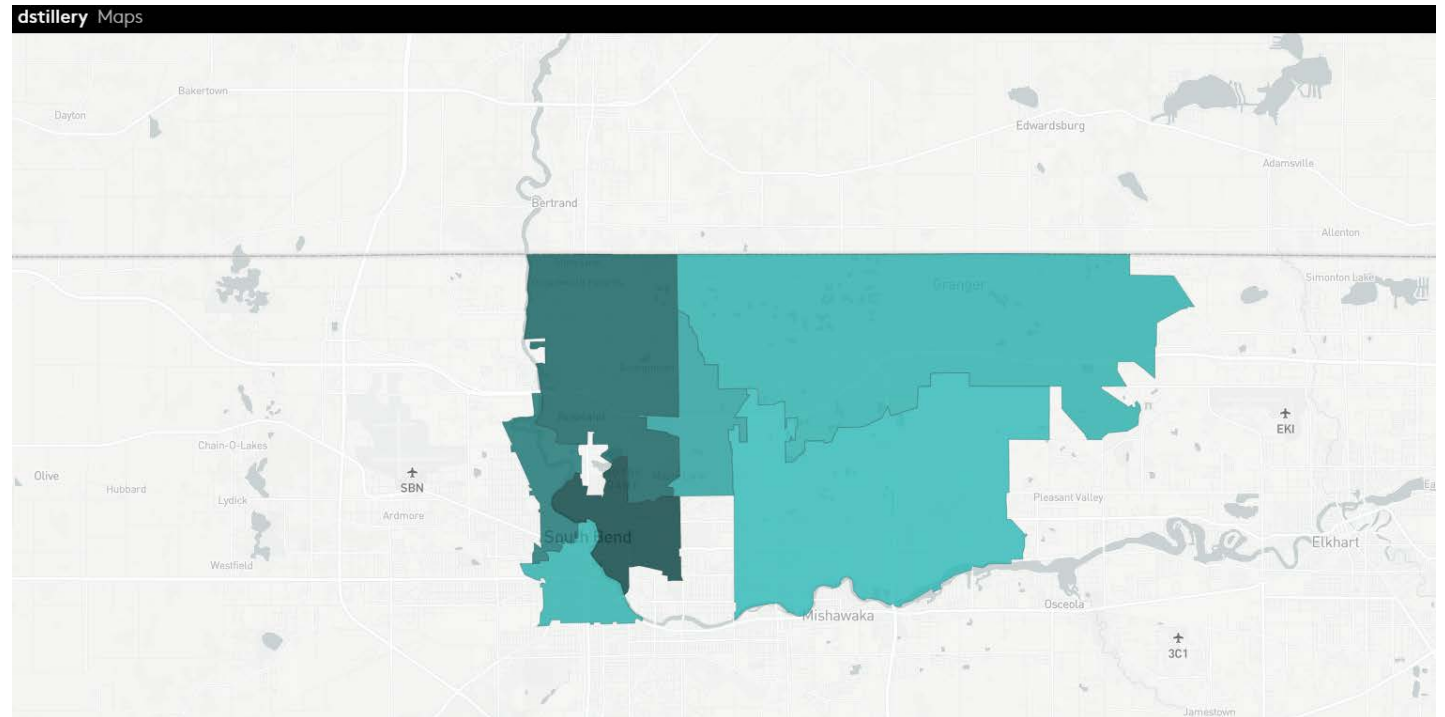 dstillery Maps
Bakertown
Dayton
Edwardsburg
Adamsville
Bertrand
Allenton
Granger
Simonton Lake
EKI
Chain-O-Lakes
Olive
SBN
Hubbard
Lydick
Pleasant Valley
Ardmore
South Bend
Elkhart
Westfield
Osceola
Mishawaka
3C1
Jamestown